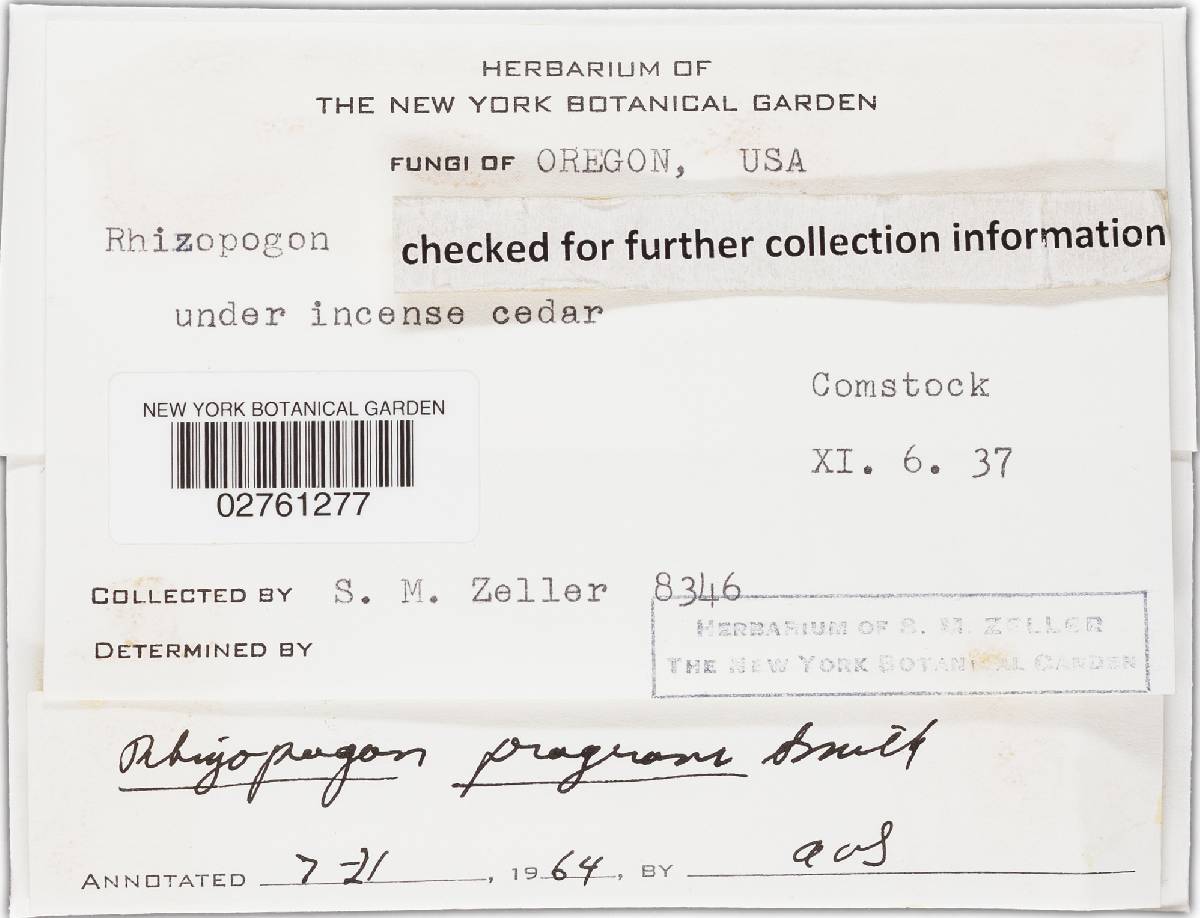 HERBARIUM OF
THE NEW YORK BOTANICAL GARDEN
FUNGI OF OREGON, USA
Rhizopogon
checked for further collection information
under incense cedar
Comstock
XI. 6. 37
NEW YORK BOTANICAL GARDEN
02761277
COLLECTED BY S. M. Zeller 8346
HERBARIUM OF S. M. ZELLER
THE NEW YORK BOTANICAL GARDEN
DETERMINED BY
Rhizopogon fragrans Smith
ANNOTATED 7-21, 1964, BY